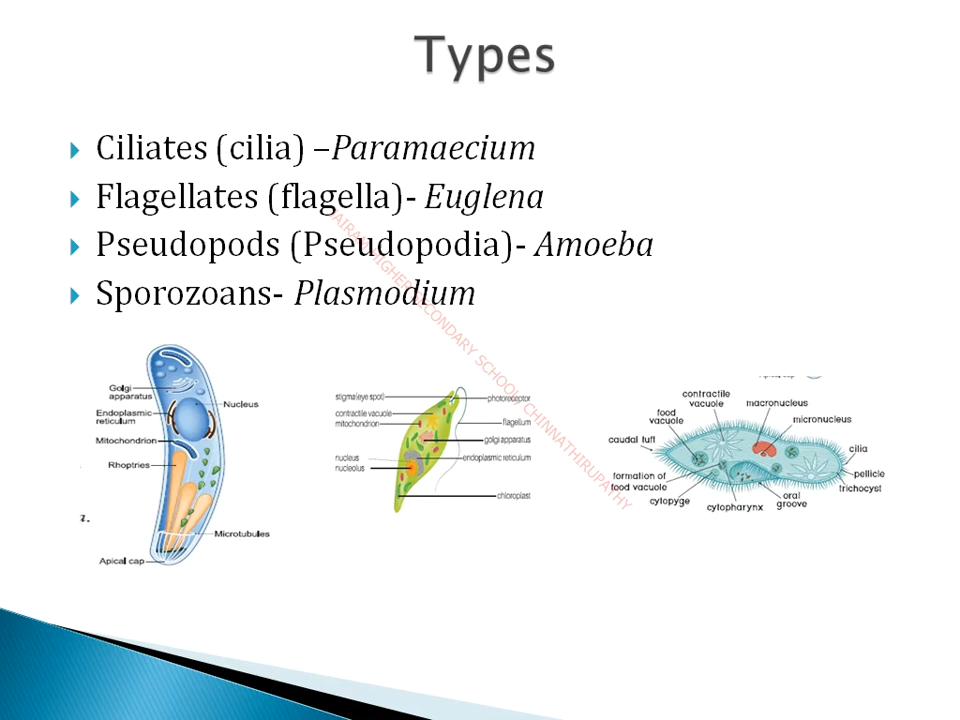 Types
Ciliates (cilia) –Paramaecium
Flagellates (flagella)- Euglena
Pseudopods (Pseudopodia)- Amoeba
Sporozoans- Plasmodium
Golgi
apparatus
Nucleus
Endoplasmic
reticulum
Mitochondrion
Rhoptries
Microtubules
Apical cap
stigma(eye spot)
photoreceptor
contractile vacuole
mitochondrion
flagellum
golgi apparatus
nucleus
endoplasmic reticulum
nucleolus
chloroplast
contractile
vacuole
macronucleus
food
vacuole
micronucleus
caudal tuft
cilia
formation of
food vacuole
pellicle
trichocyst
cytopyge
oral
groove
cytopharynx
HIGHER SECONDARY SCHOOL, CHINNATHIRUPATHY